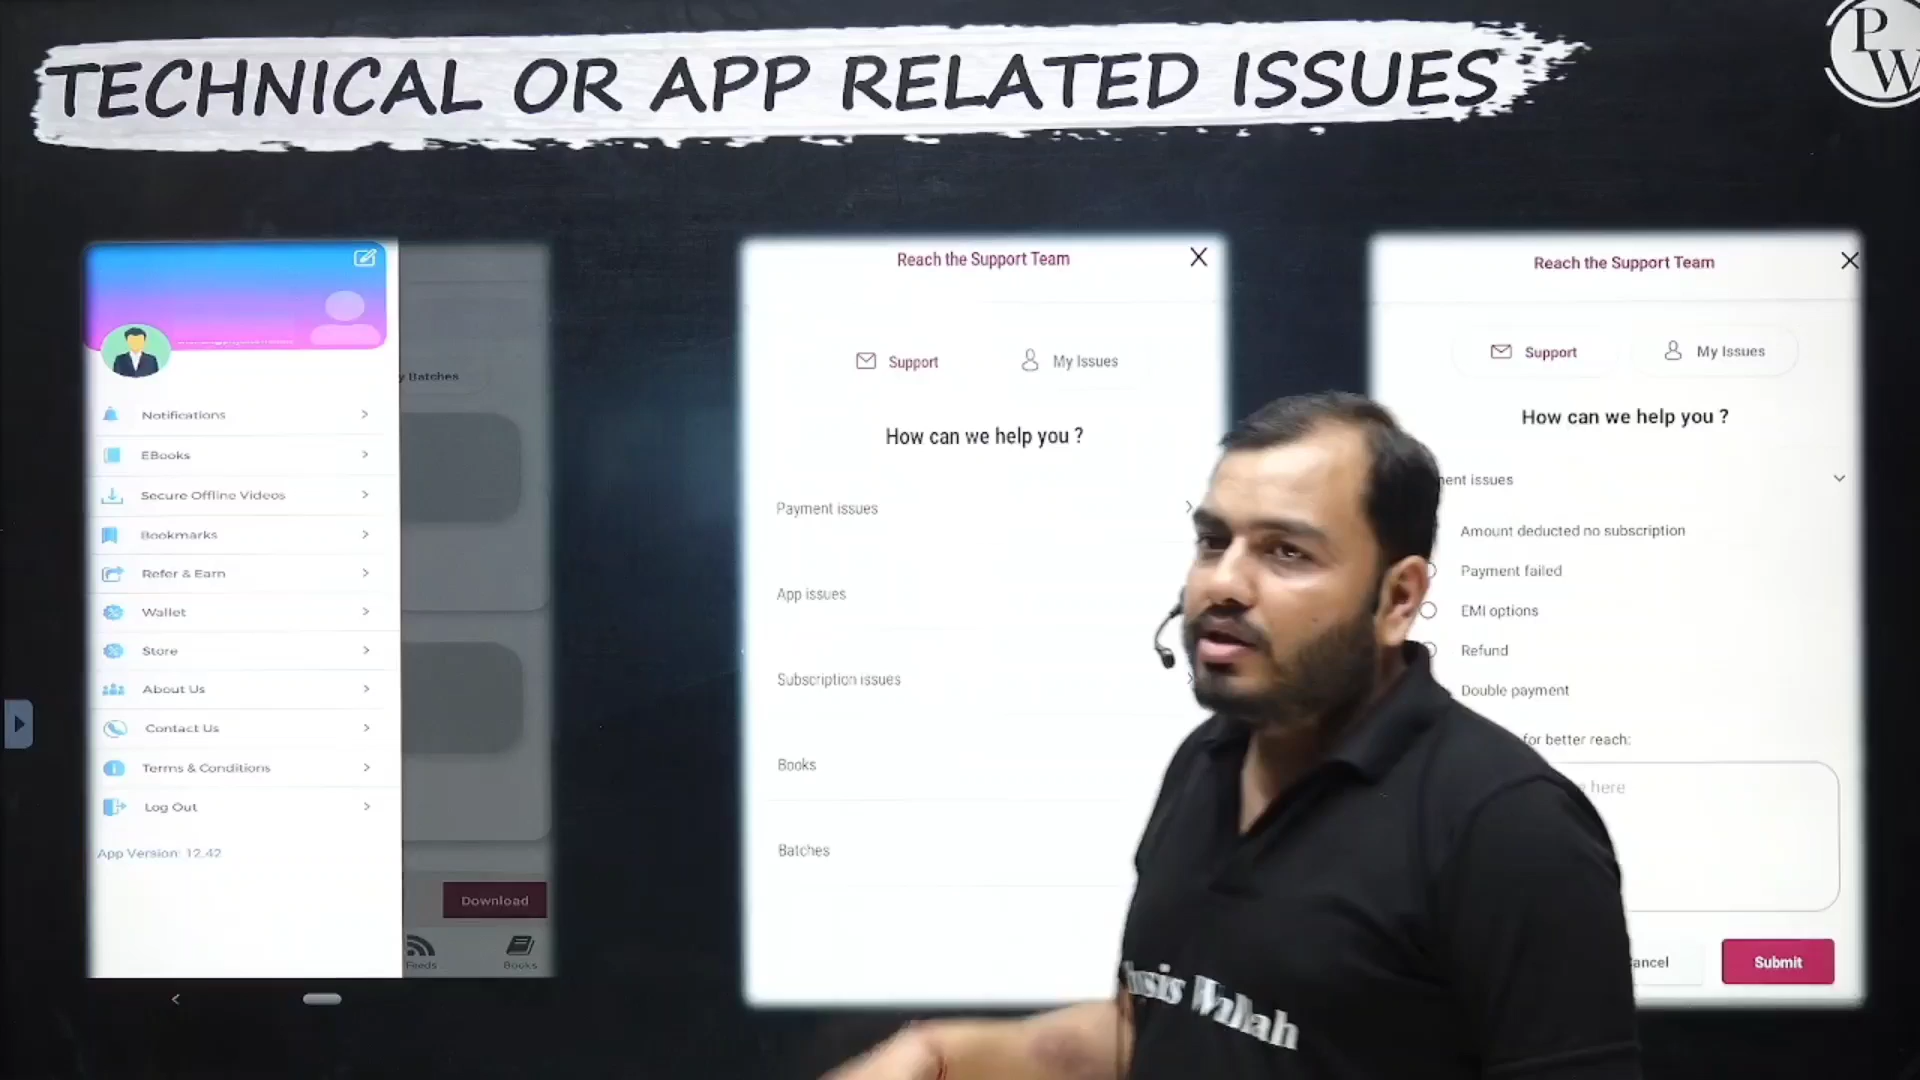 TECHNICAL OR APP RELATED ISSUES
PW
y Batches
Notifications
EBooks
Secure Offline Videos
Bookmarks
Refer & Earn
Wallet
Store
About Us
Contact Us
Terms & Conditions
Log Out
App Version: 12.42
Download
Feeds
Books
Reach the Support Team
Support
My Issues
How can we help you ?
Payment issues
App issues
Subscription issues
Books
Batches
Reach the Support Team
Support
My Issues
How can we help you ?
ent issues
Amount deducted no subscription
Payment failed
EMI options
Refund
Double payment
for better reach:
here
ancel
Submit
sis Wallah